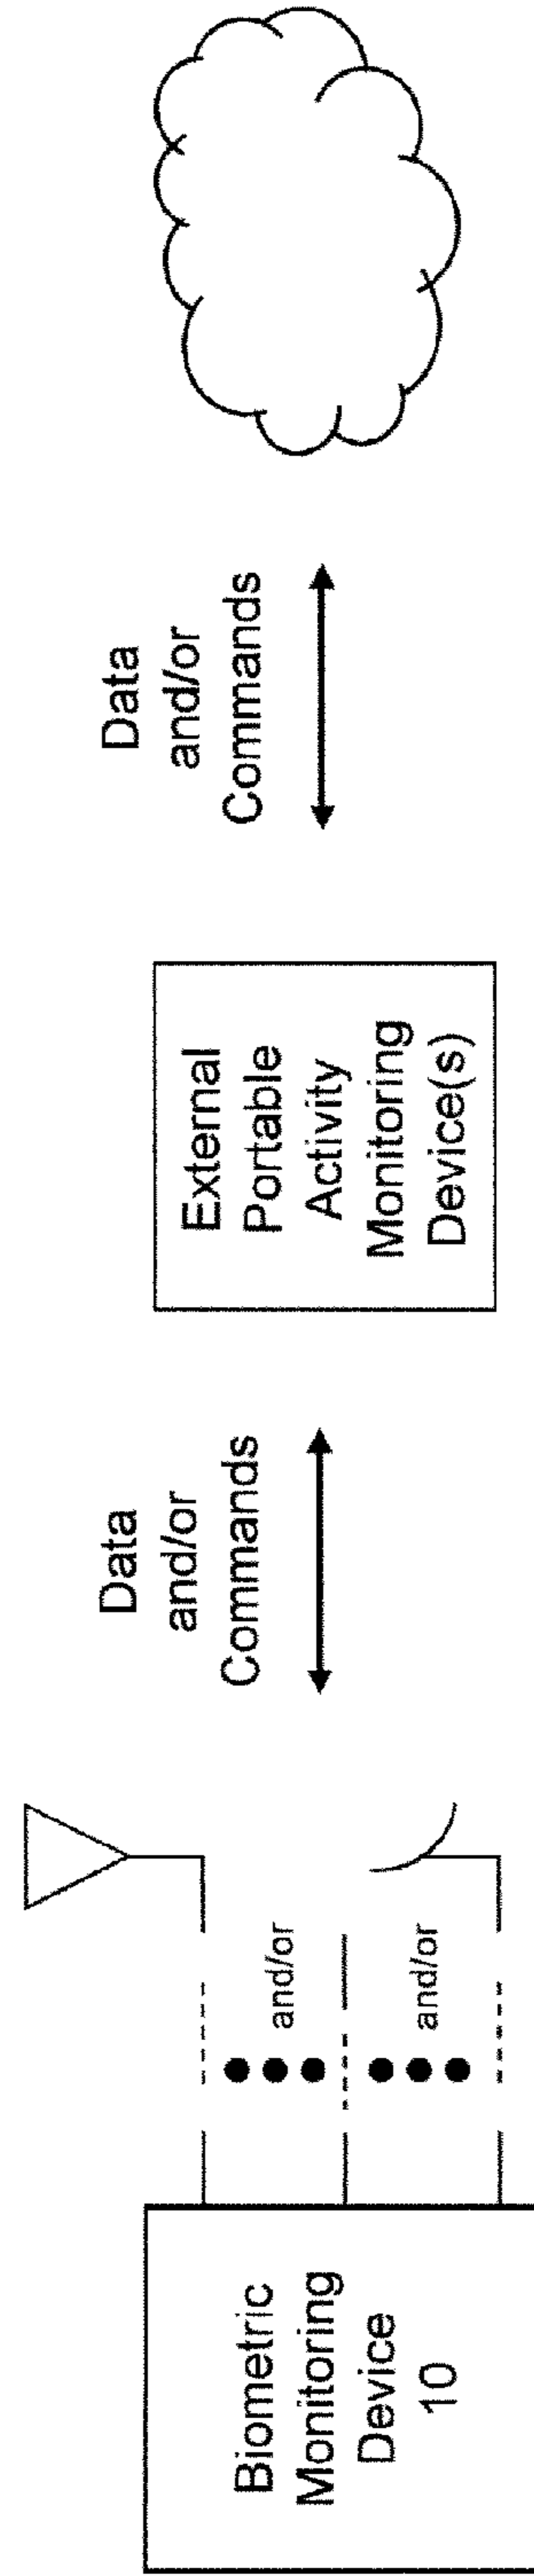 Biometric
Monitoring
Device
10
and/or
and/or
Data
and/or
Commands
External
Portable
Activity
Monitoring
Device(s)
Data
and/or
Commands